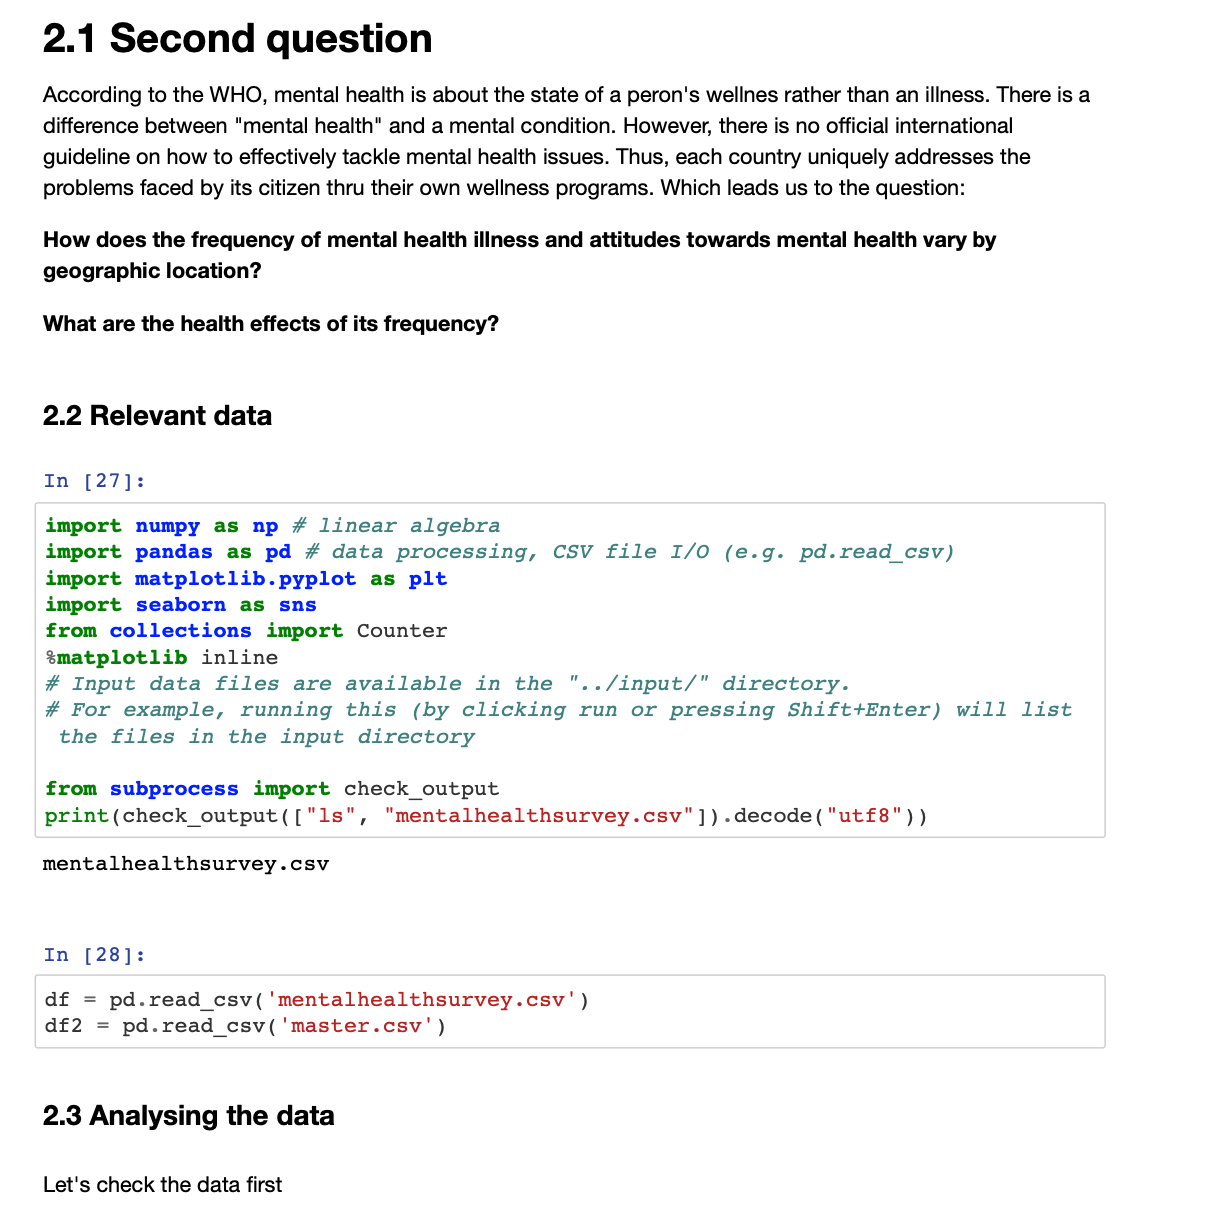 2.1 Second question
According to the WHO, mental health is about the state of a peron's wellnes rather than an illness. There is a
difference between "mental health" and a mental condition. However, there is no official international
guideline on how to effectively tackle mental health issues. Thus, each country uniquely addresses the
problems faced by its citizen thru their own wellness programs. Which leads us to the question:
How does the frequency of mental health illness and attitudes towards mental health vary by
geographic location?
What are the health effects of its frequency?
2.2 Relevant data
In [27]:
import numpy as np # linear algebra
import pandas as pd # data processing, CSV file I/O (e.g. pd.read_csv)
import matplotlib.pyplot as plt
import seaborn as sns
from collections import Counter
%matplotlib inline
# Input data files are available in the "../input/" directory.
# For example, running this (by clicking run or pressing Shift+Enter) will list
the files in the input directory
from subprocess import check_output
print(check_output(["ls", "mentalhealthsurvey.csv"]).decode("utf8"))
mentalhealthsurvey.csv
In [28]:
df = pd.read_csv('mentalhealthsurvey.csv')
df2 = pd.read_csv('master.csv')
2.3 Analysing the data
Let's check the data first